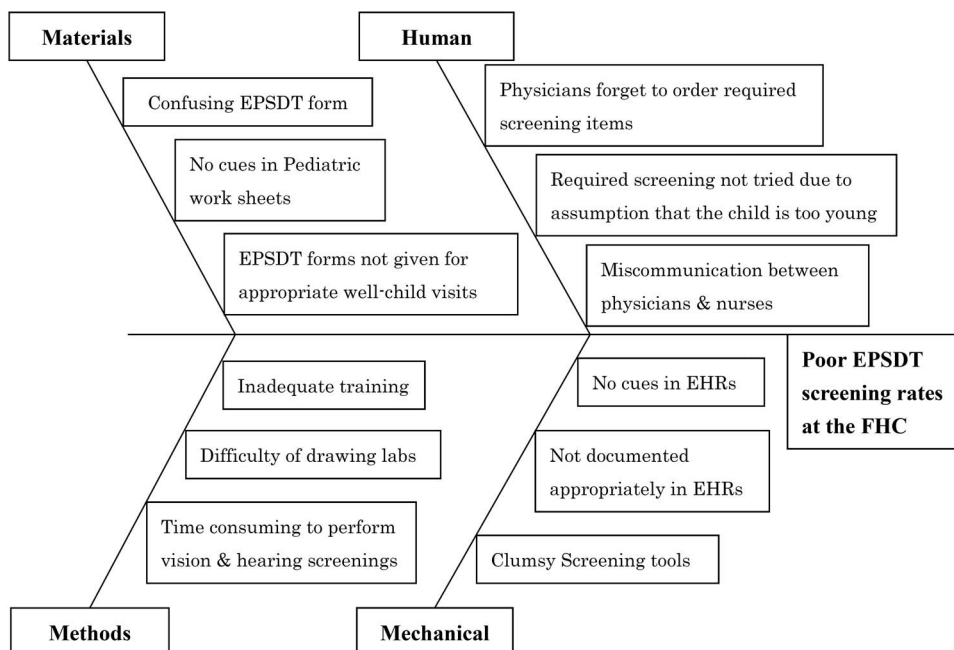 Materials
Human
Confusing EPSDT form
Physicians forget to order required
screening items
No cues in Pediatric
work sheets
Required screening not tried due to
assumption that the child is too young
EPSDT forms not given for
appropriate well-child visits
Miscommunication between
physicians & nurses
Poor EPSDT
screening rates
at the FHC
Inadequate training
No cues in EHRs
Difficulty of drawing labs
Not documented
appropriately in EHRs
Time consuming to perform
vision & hearing screenings
Clumsy Screening tools
Methods
Mechanical